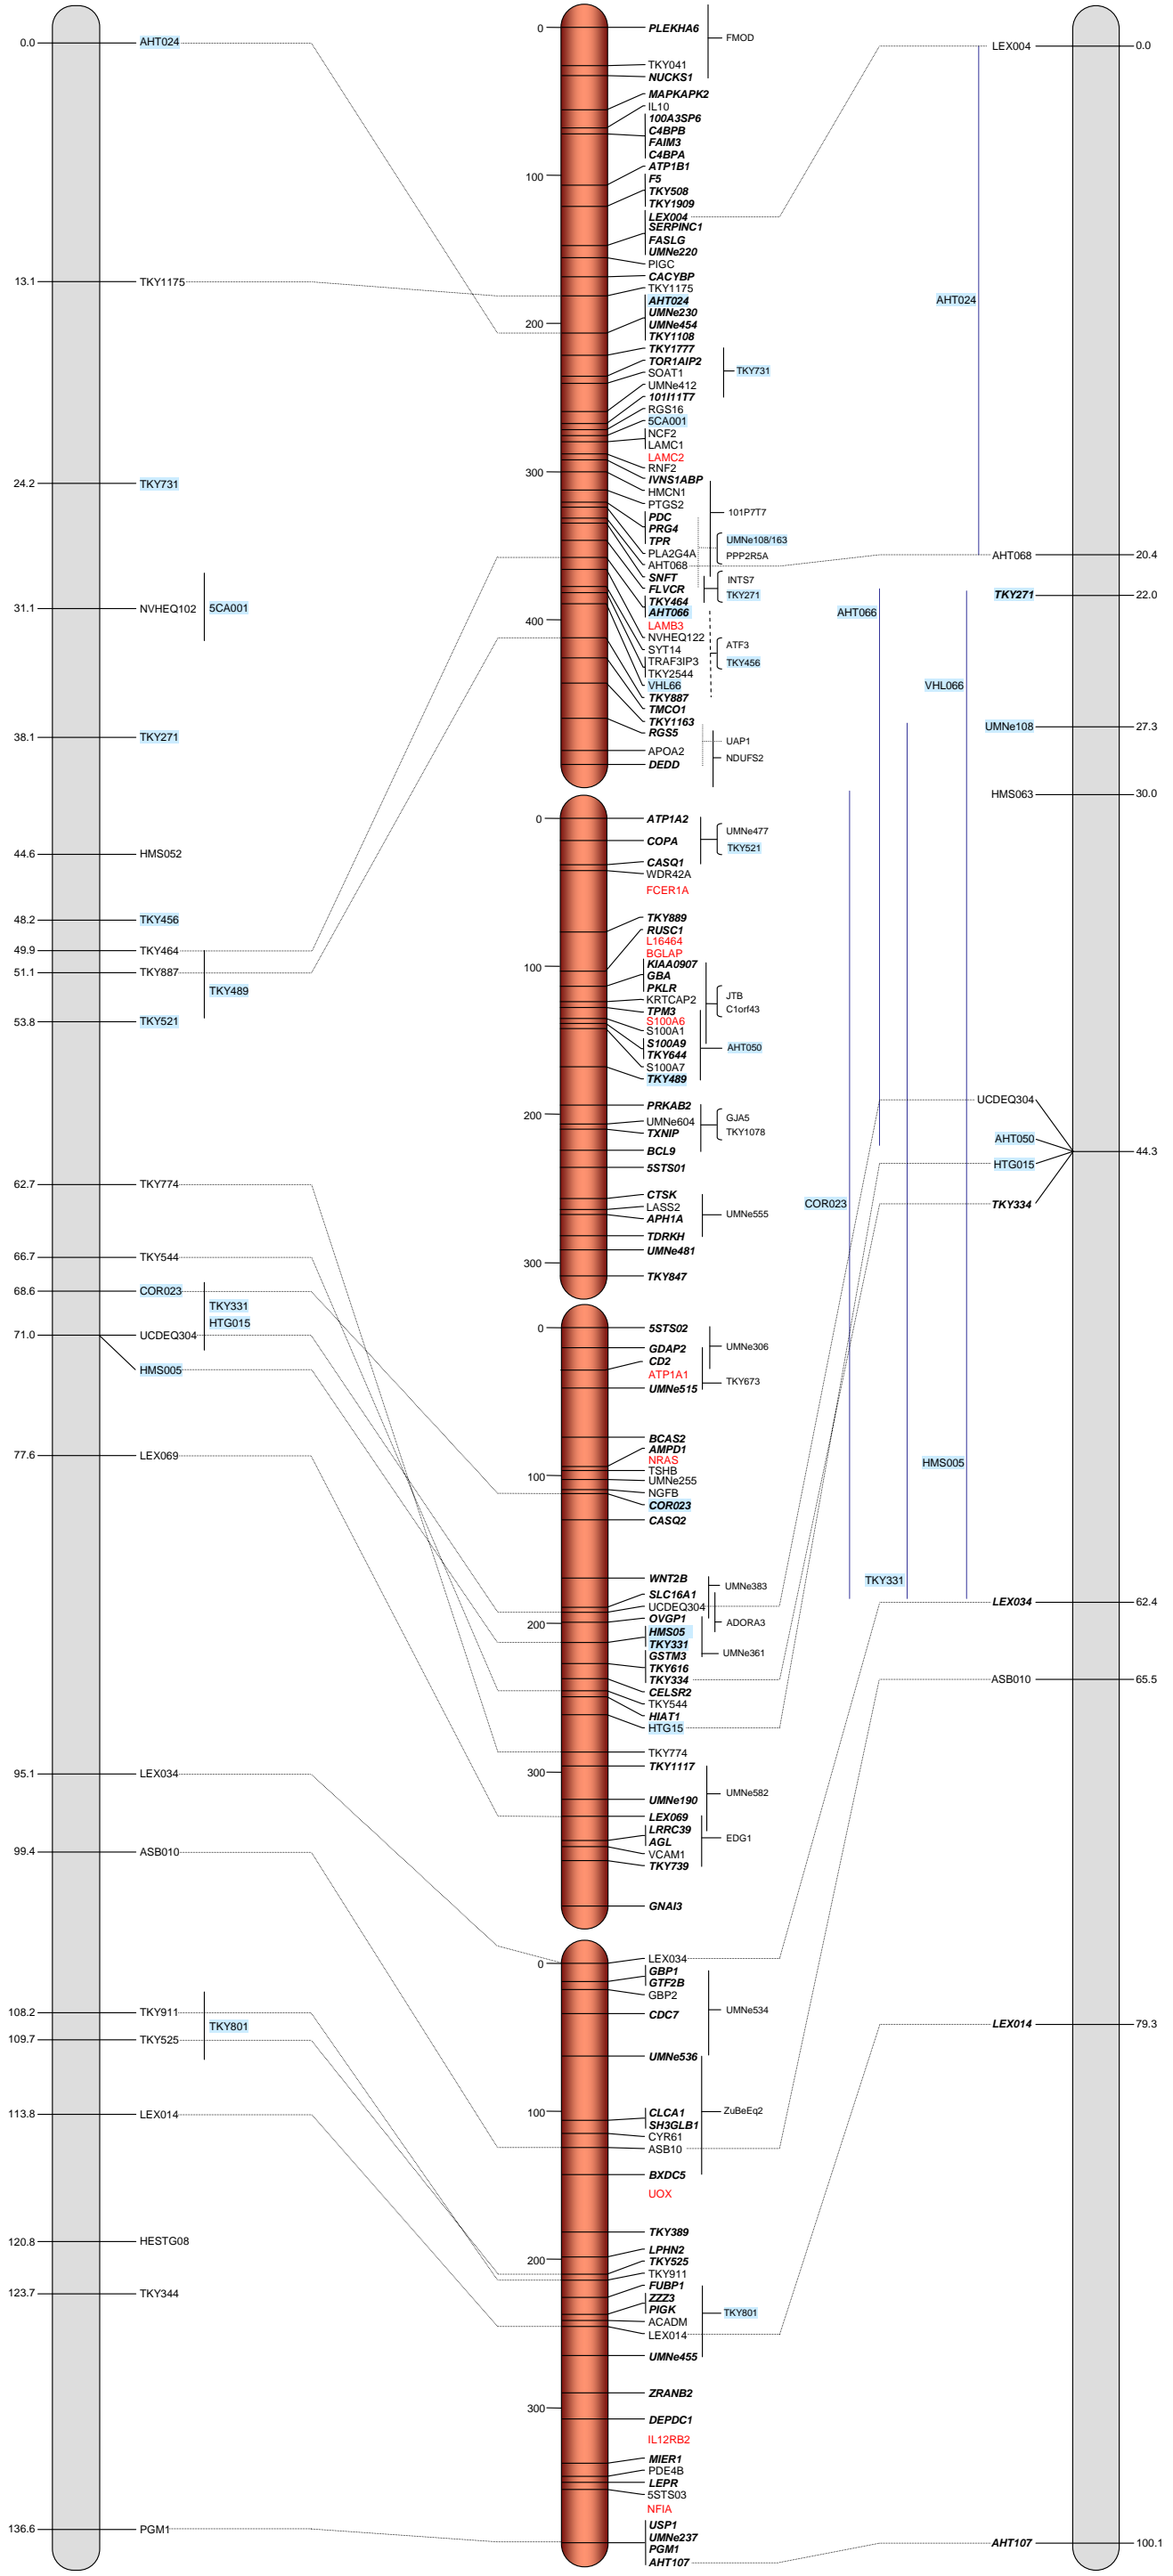 0.0
AHT024
13.1
TKY1175
24.2
TKY731
31.1
NVHEQ102
5CA001
38.1
TKY271
44.6
HMS052
48.2
TKY456
49.9
TKY464
51.1
TKY887
TKY489
53.8
TKY521
62.7
TKY774
66.7
TKY544
68.6
COR023
TKY331
HTG015
71.0
UCDEQ304
HMS005
77.6
LEX069
95.1
LEX034
99.4
ASB010
108.2
TKY911
TKY801
109.7
TKY525
113.8
LEX014
120.8
HESTG08
123.7
TKY344
136.6
PGM1
0
100
200
300
400
PLEKHA6
FMOD
TKY041
NUCKS1
MAPKAPK2
IL10
100A3SP6
C4BPB
FAIM3
C4BPA
ATP1B1
F5
TKY508
TKY1909
LEX004
SERPINC1
FASLG
UMNe220
PIGC
CACYBP
TKY1175
AHT024
UMNe230
UMNe454
TKY1108
TKY1777
TOR1AIP2
SOAT1
TKY731
UMNe412
101I11T7
RGS16
5CA001
NCF2
LAMC1
LAMC2
RNF2
IVNS1ABP
HMCN1
PTGS2
101P7T7
PDC
PRG4
TPR
UMNe108/163
PLA2G4A
PPP2R5A
AHT068
SNFT
INTS7
FLVCR
TKY271
TKY464
AHT066
LAMB3
NVHEQ122
ATF3
SYT14
TRAF3IP3
TKY456
TKY2544
VHL66
TKY887
TMCO1
TKY1163
RGS5
UAP1
APOA2
NDUFS2
DEDD
0
100
200
300
ATP1A2
UMNe477
COPA
TKY521
CASQ1
WDR42A
FCER1A
TKY889
RUSC1
L16464
BGLAP
KIAA0907
GBA
PKLR
JTB
KRTCAP2
C1orf43
TPM3
S100A6
S100A1
S100A9
AHT050
TKY644
S100A7
TKY489
PRKAB2
GJA5
UMNe604
TKY1078
TXNIP
BCL9
5STS01
CTSK
LASS2
UMNe555
APH1A
TDRKH
UMNe481
TKY847
0
100
200
300
5STS02
UMNe306
GDAP2
CD2
ATP1A1
TKY673
UMNe515
BCAS2
AMPD1
NRAS
TSHB
UMNe255
NGFB
COR023
CASQ2
WNT2B
UMNe383
SLC16A1
UCDEQ304
OVGP1
ADORA3
HMS05
TKY331
GSTM3
UMNe361
TKY616
TKY334
CELSR2
TKY544
HIAT1
HTG15
TKY774
TKY1117
UMNe582
UMNe190
LEX069
LRRC39
EDG1
AGL
VCAM1
TKY739
GNAI3
0
100
200
300
LEX034
GBP1
GTF2B
GBP2
UMNe534
CDC7
UMNe536
CLCA1
ZuBeEq2
SH3GLB1
CYR61
ASB10
BXDC5
UOX
TKY389
LPHN2
TKY525
TKY911
FUBP1
ZZZ3
PIGK
TKY801
ACADM
LEX014
UMNe455
ZRANB2
DEPDC1
IL12RB2
MIER1
PDE4B
LEPR
5STS03
NFIA
USP1
UMNe237
PGM1
AHT107
AHT024
AHT066
VHL066
COR023
HMS005
TKY331
LEX004
0.0
AHT068
20.4
TKY271
22.0
UMNe108
27.3
HMS063
30.0
UCDEQ304
AHT050
44.3
HTG015
TKY334
LEX034
62.4
ASB010
65.5
LEX014
79.3
AHT107
100.1